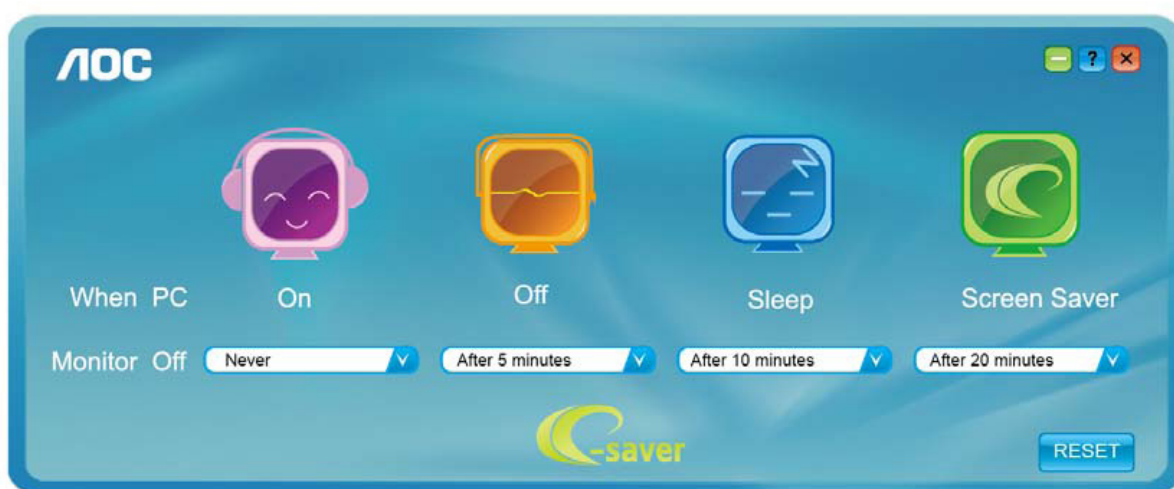 AOC
?
When PC On Off Sleep Screen Saver
Monitor Off Never After 5 minutes After 10 minutes After 20 minutes
e-saver
RESET